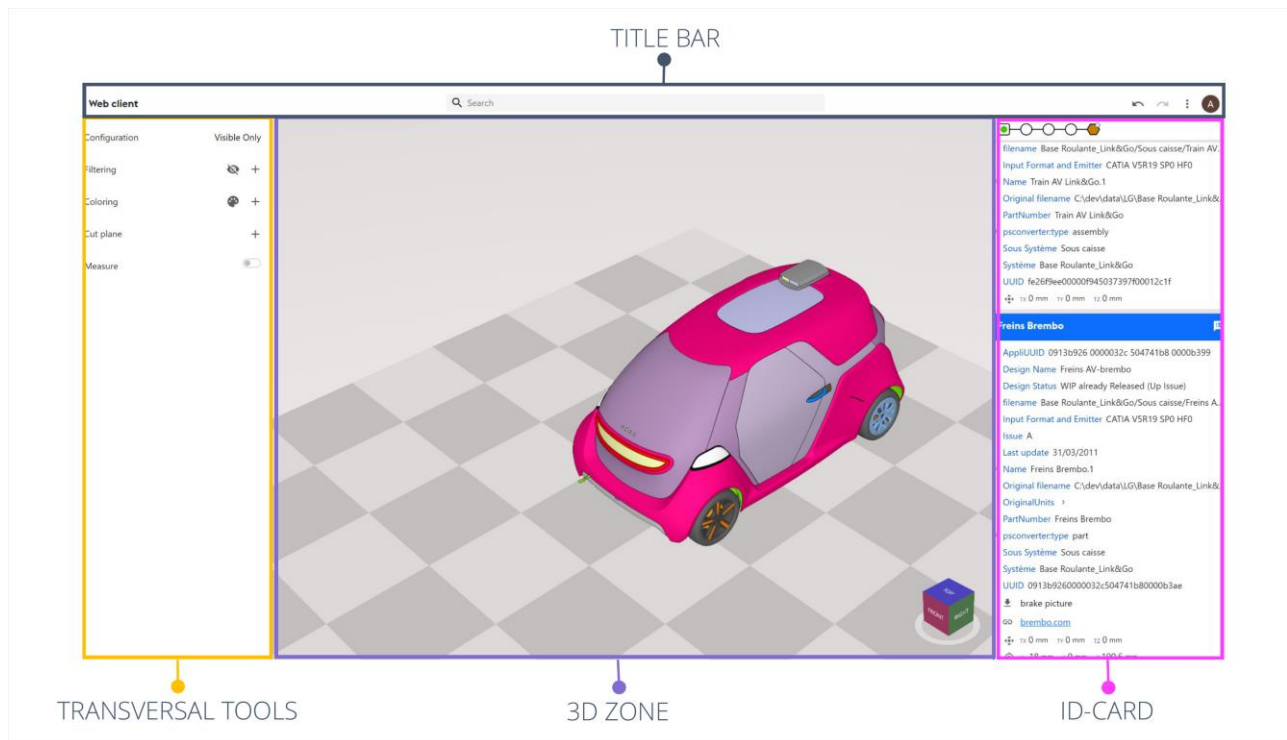 TITLE BAR
Web client
Search
A
Configuration Visible Only
Filtering
Coloring
Cut plane
Measure
TOP
FRONT
RIGHT
filename Base Roulante_Link&Go/Sous caisse/Train AV...
Input Format and Emitter CATIA V5R19 SP0 HF0
Name Train AV Link&Go.1
Original filename C:\dev\data\LG\Base Roulante_Link&
PartNumber Train AV Link&Go
psconverter:type assembly
Sous Système Sous caisse
Système Base Roulante_Link&Go
UUID fe26f9ee00000f945037397f00012c1f
TX 0 mm TY 0 mm TZ 0 mm
Freins Brembo
AppliUUID 0913b926 0000032c 504741b8 0000b399
Design Name Freins AV-brembo
Design Status WIP already Released (Up Issue)
filename Base Roulante_Link&Go/Sous caisse/Freins A...
Input Format and Emitter CATIA V5R19 SP0 HF0
Issue A
Last update 31/03/2011
Name Freins Brembo.1
Original filename C:\dev\data\LG\Base Roulante_Link&
OriginalUnits ›
PartNumber Freins Brembo
psconverter:type part
Sous Système Sous caisse
Système Base Roulante_Link&Go
UUID 0913b9260000032c504741b80000b3ae
brake picture
brembo.com
TX 0 mm TY 0 mm TZ 0 mm
TRANSVERSAL TOOLS
3D ZONE
ID-CARD